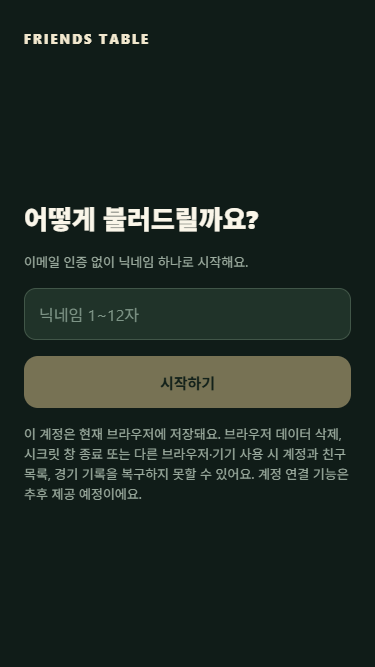 FRIENDS TABLE
어떻게 불러드릴까요?
이메일 인증 없이 닉네임 하나로 시작해요.
닉네임 1~12자
시작하기
이 계정은 현재 브라우저에 저장돼요. 브라우저 데이터 삭제,
시크릿 창 종료 또는 다른 브라우저·기기 사용 시 계정과 친구
목록, 경기 기록을 복구하지 못할 수 있어요. 계정 연결 기능은
추후 제공 예정이에요.